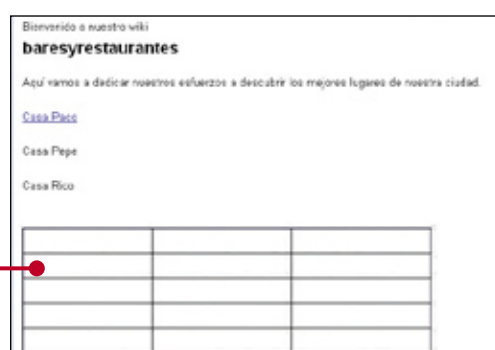 Bienvenido a nuestro wiki
baresyrestaurantes
Aquí vamos a dedicar nuestros esfuerzos a descubrir los mejores lugares de nuestra ciudad.
Casa Paco
Casa Pepe
Casa Rico